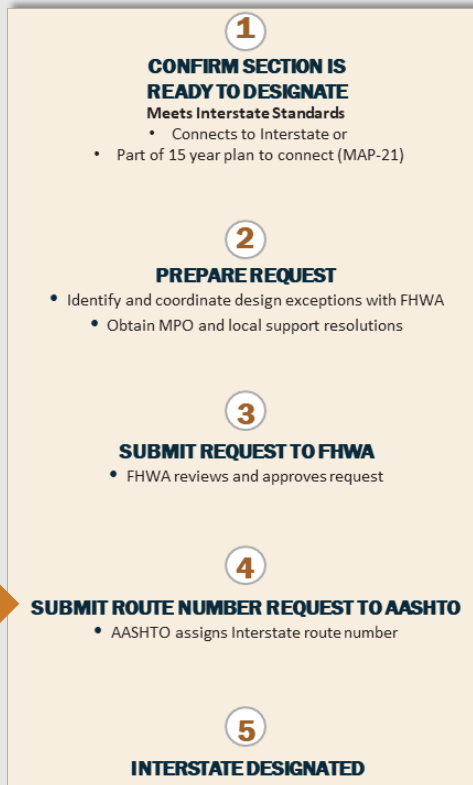 1
CONFIRM SECTION IS
READY TO DESIGNATE
Meets Interstate Standards
• Connects to Interstate or
• Part of 15 year plan to connect (MAP-21)
2
PREPARE REQUEST
• Identify and coordinate design exceptions with FHWA
• Obtain MPO and local support resolutions
3
SUBMIT REQUEST TO FHWA
• FHWA reviews and approves request
4
SUBMIT ROUTE NUMBER REQUEST TO AASHTO
• AASHTO assigns Interstate route number
5
INTERSTATE DESIGNATED